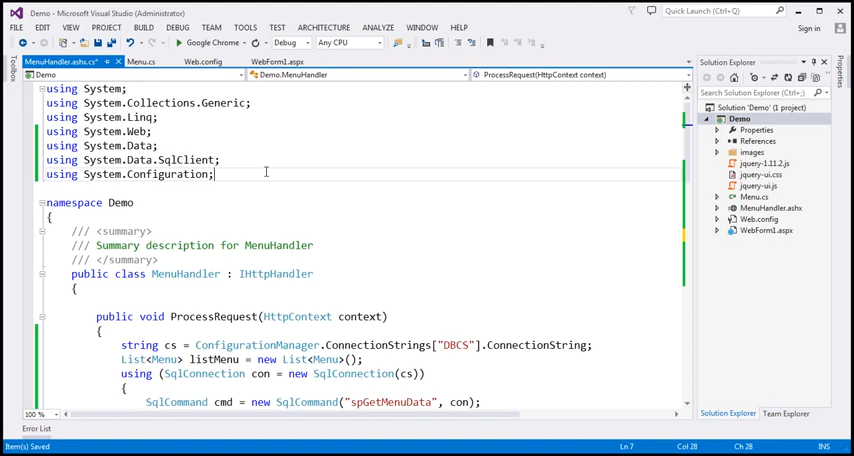 Demo - Microsoft Visual Studio (Administrator)
Quick Launch (Ctrl+Q)
FILE EDIT VIEW PROJECT BUILD DEBUG TEAM TOOLS TEST ARCHITECTURE ANALYZE WINDOW HELP
Sign in
Google Chrome Debug Any CPU
Toolbox
MenuHandler.ashx.cs* Menu.cs Web.config WebForm1.aspx
Demo Demo.MenuHandler ProcessRequest(HttpContext context)
using System;
using System.Collections.Generic;
using System.Linq;
using System.Web;
using System.Data;
using System.Data.SqlClient;
using System.Configuration;
namespace Demo
{
/// <summary>
/// Summary description for MenuHandler
/// </summary>
public class MenuHandler : IHttpHandler
{
public void ProcessRequest(HttpContext context)
{
string cs = ConfigurationManager.ConnectionStrings["DBCS"].ConnectionString;
List<Menu> listMenu = new List<Menu>();
using (SqlConnection con = new SqlConnection(cs))
{
SqlCommand cmd = new SqlCommand("spGetMenuData", con);
100 %
Solution Explorer
Search Solution Explorer (Ctrl+;)
Solution 'Demo' (1 project)
Demo
Properties
References
images
jquery-1.11.2.js
jquery-ui.css
jquery-ui.js
Menu.cs
MenuHandler.ashx
Web.config
WebForm1.aspx
Solution Explorer Team Explorer
Properties
Error List
Item(s) Saved Ln 7 Col 28 Ch 28 INS